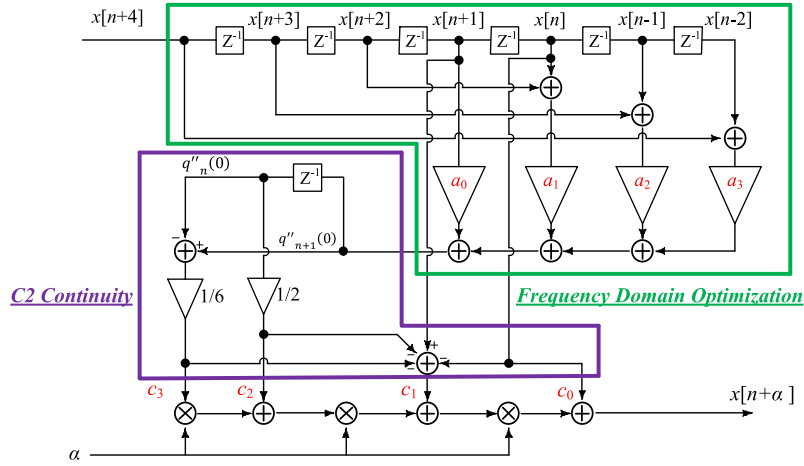 x[n+4] x[n+3] x[n+2] x[n+1] x[n] x[n-1] x[n-2]
Z⁻¹ Z⁻¹ Z⁻¹ Z⁻¹ Z⁻¹ Z⁻¹
q''ₙ(0) Z⁻¹
a₀ a₁ a₂ a₃
− +
q''ₙ₊₁(0)
C2 Continuity 1/6 1/2 Frequency Domain Optimization
+
− − −
c₃ c₂ c₁ c₀ x[n+α]
α